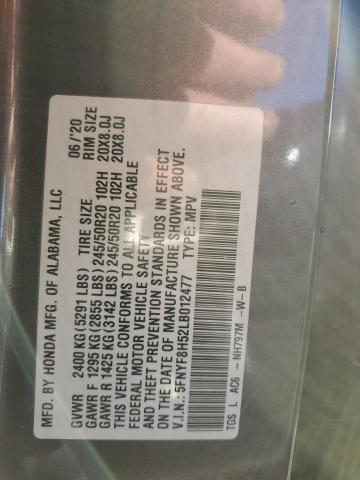 MFD. BY HONDA MFG. OF ALABAMA, LLC 06/'20
GVWR 2400 KG (5291 LBS) TIRE SIZE RIM SIZE
GAWR F 1295 KG (2855 LBS) 245/50R20 102H 20X8.0J
GAWR R 1425 KG (3142 LBS) 245/50R20 102H 20X8.0J
THIS VEHICLE CONFORMS TO ALL APPLICABLE
FEDERAL MOTOR VEHICLE SAFETY
AND THEFT PREVENTION STANDARDS IN EFFECT
ON THE DATE OF MANUFACTURE SHOWN ABOVE.
V.I.N.: 5FNYF8H52LB012477 TYPE: MPV
TGS L AC6 - NH797M -W-B